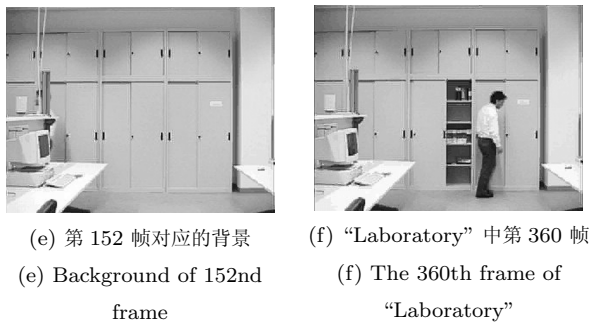 (e) 第 152 帧对应的背景
(e) Background of 152nd
frame
(f) “Laboratory” 中第 360 帧
(f) The 360th frame of
“Laboratory”